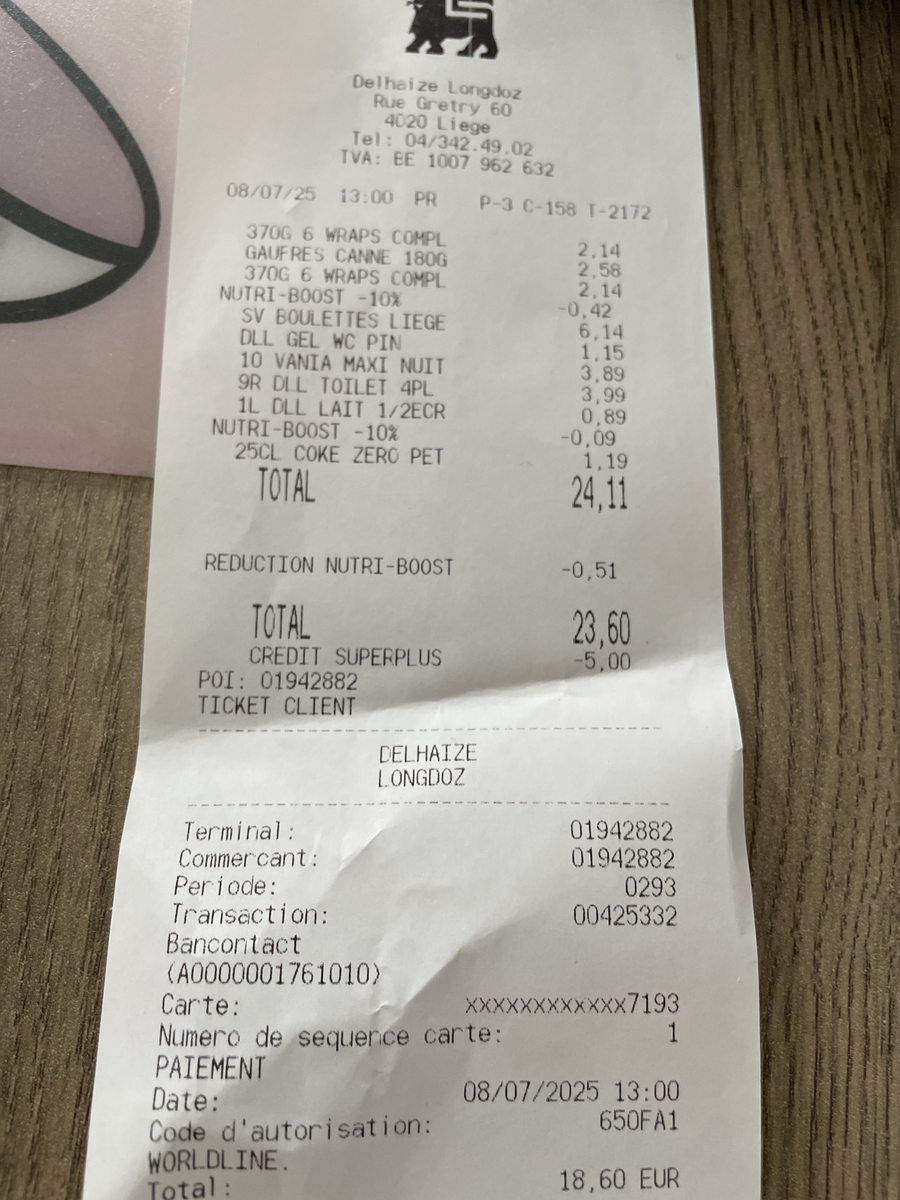 Delhaize Longdoz
Rue Gretry 60
4020 Liege
Tel: 04/342.49.02
TVA: BE 1007 962 632
08/07/25 13:00 PR P-3 C-158 T-2172
370G 6 WRAPS COMPL 2,14
GAUFRES CANNE 180G 2,58
370G 6 WRAPS COMPL 2,14
NUTRI-BOOST -10% -0,42
SV BOULETTES LIEGE 6,14
DLL GEL WC PIN 1,15
10 VANIA MAXI NUIT 3,89
9R DLL TOILET 4PL 3,99
1L DLL LAIT 1/2ECR 0,89
NUTRI-BOOST -10% -0,09
25CL COKE ZERO PET 1,19
TOTAL 24,11
REDUCTION NUTRI-BOOST -0,51
TOTAL 23,60
CREDIT SUPERPLUS -5,00
POI: 01942882
TICKET CLIENT
DELHAIZE
LONGDOZ
Terminal: 01942882
Commercant: 01942882
Periode: 0293
Transaction: 00425332
Bancontact
(A0000001761010)
Carte: xxxxxxxxxxxx7193
Numero de sequence carte: 1
PAIEMENT
Date: 08/07/2025 13:00
Code d'autorisation: 650FA1
WORLDLINE.
Total: 18,60 EUR